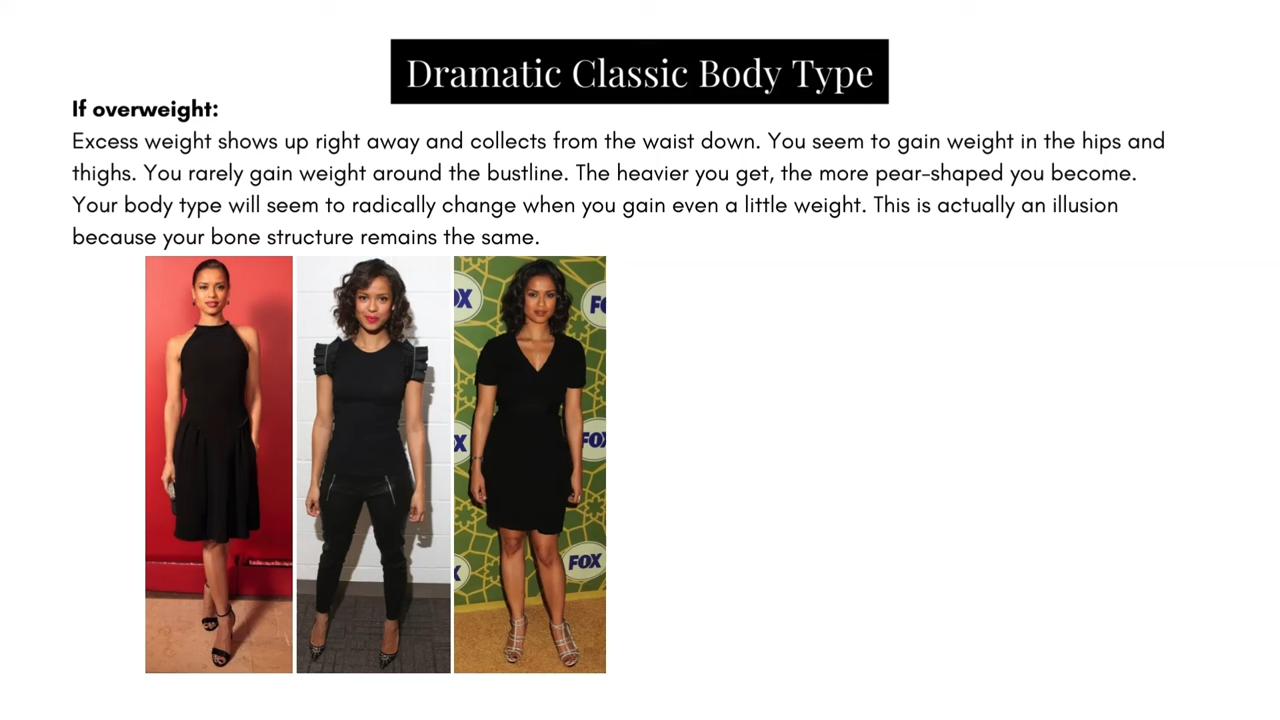 Dramatic Classic Body Type
If overweight:
Excess weight shows up right away and collects from the waist down. You seem to gain weight in the hips and
thighs. You rarely gain weight around the bustline. The heavier you get, the more pear-shaped you become.
Your body type will seem to radically change when you gain even a little weight. This is actually an illusion
because your bone structure remains the same.
OX
FO
X
FOX
FOX
X